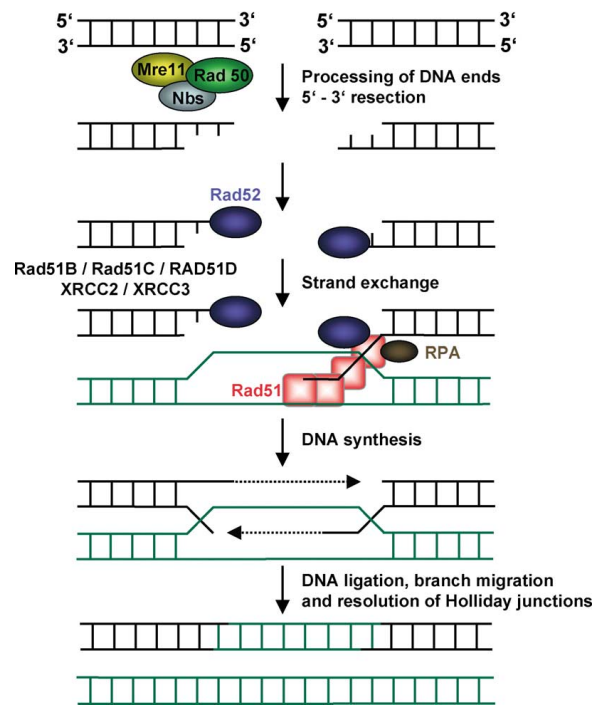 5‘ 3‘ 3‘
3‘ 5‘ 5‘
Mre11
Rad 50
Nbs
Processing of DNA ends
5‘ - 3‘ resection
Rad52
Rad51B / Rad51C / RAD51D
XRCC2 / XRCC3
Strand exchange
RPA
Rad51
DNA synthesis
DNA ligation, branch migration
and resolution of Holliday junctions